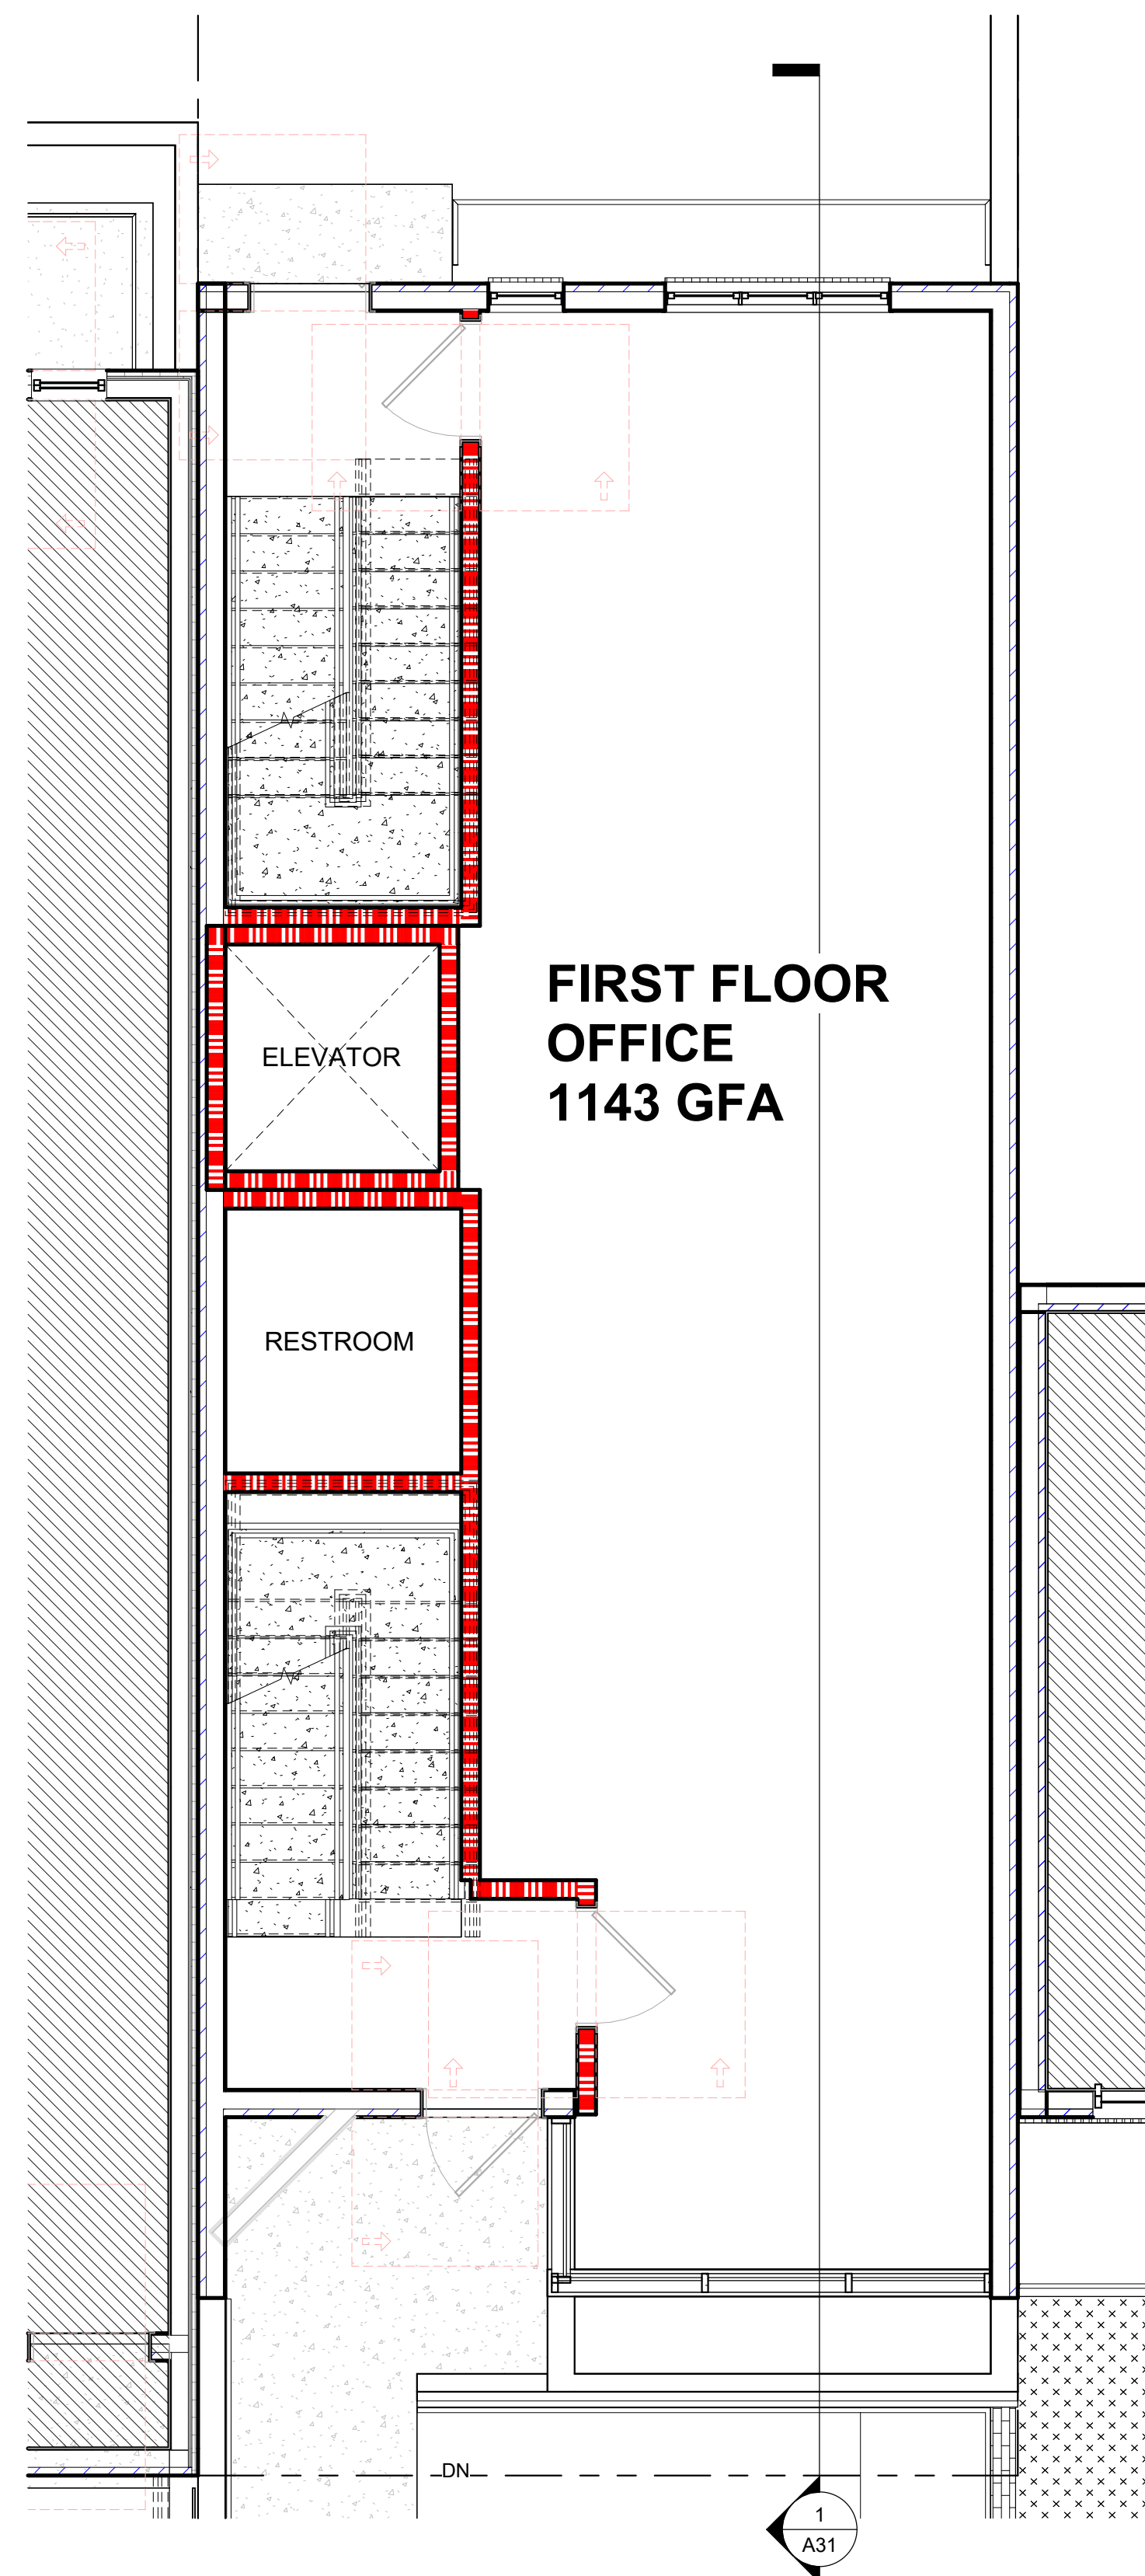 FIRST FLOOR
OFFICE
1143 GFA
ELEVATOR
RESTROOM
DN
1
A31